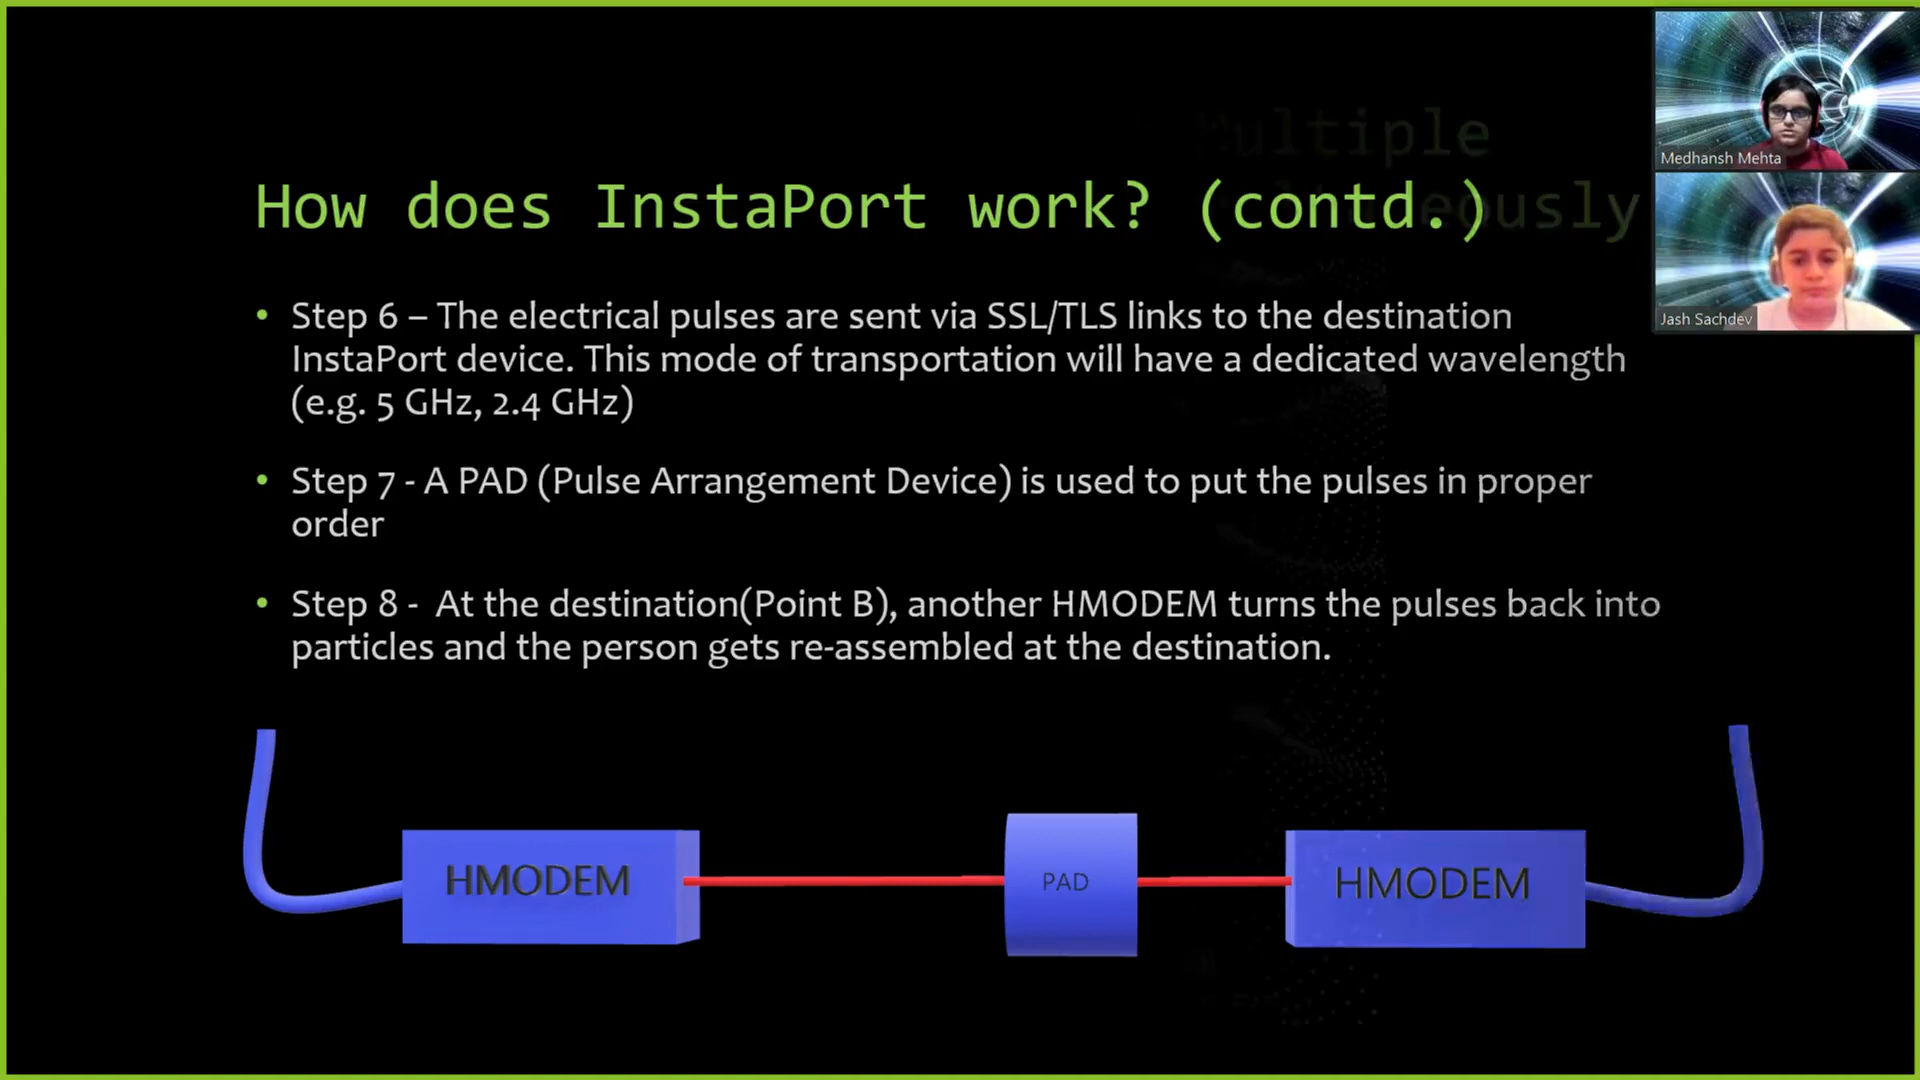 Multiple
How does InstaPort work? (contd.)
Step 6 – The electrical pulses are sent via SSL/TLS links to the destination
InstaPort device. This mode of transportation will have a dedicated wavelength
(e.g. 5 GHz, 2.4 GHz)
Step 7 - A PAD (Pulse Arrangement Device) is used to put the pulses in proper
order
Step 8 - At the destination(Point B), another HMODEM turns the pulses back into
particles and the person gets re-assembled at the destination.
HMODEM
PAD
HMODEM
Medhansh Mehta
Jash Sachdev